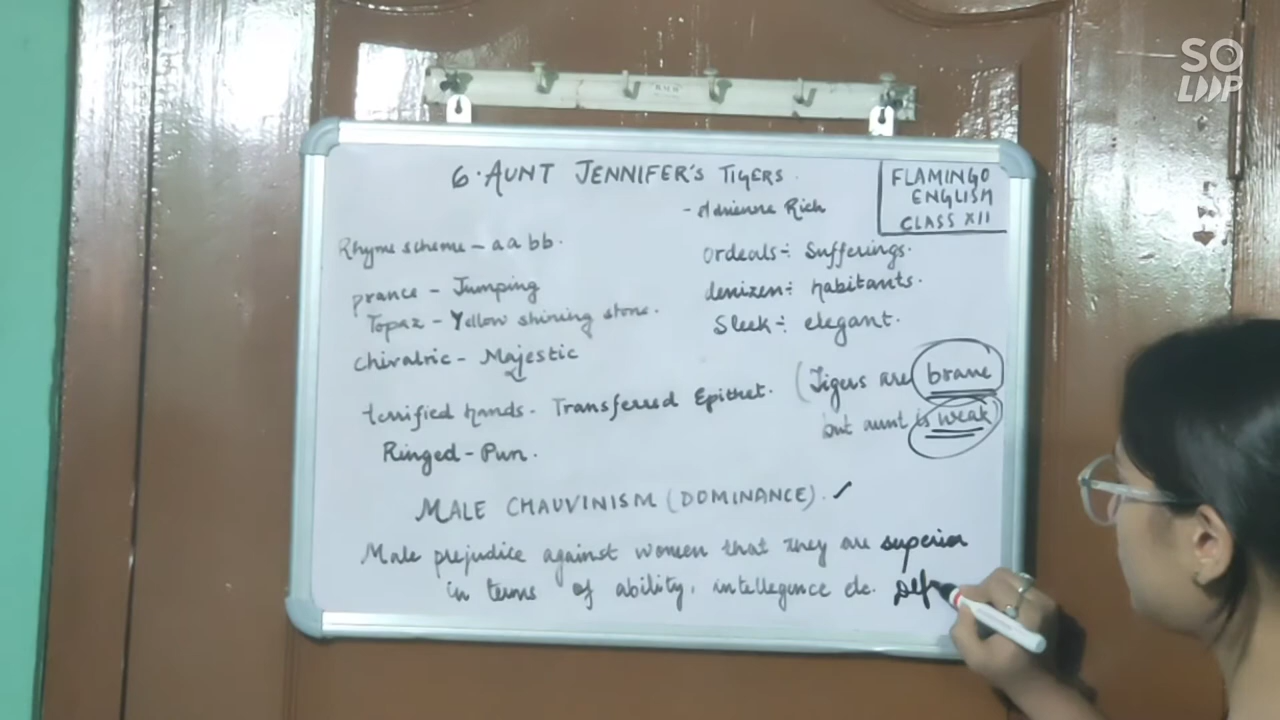 6. AUNT JENNIFER'S TIGERS.
- Adrienne Rich
FLAMINGO
ENGLISH
CLASS XII
Rhyme scheme - aabb.
prance - Jumping
Topaz - Yellow shining stone.
chivalric - Majestic
terrified hands - Transferred Epithet. (Tigers are brave
but aunt is weak)
Ringed - Pun.
ordeals÷ Sufferings.
denizen÷ habitants.
Sleek÷ elegant.
MALE CHAUVINISM (DOMINANCE). ✓
Male prejudice against women that they are superior
in terms of ability, intellegence etc.
SO
LOOP